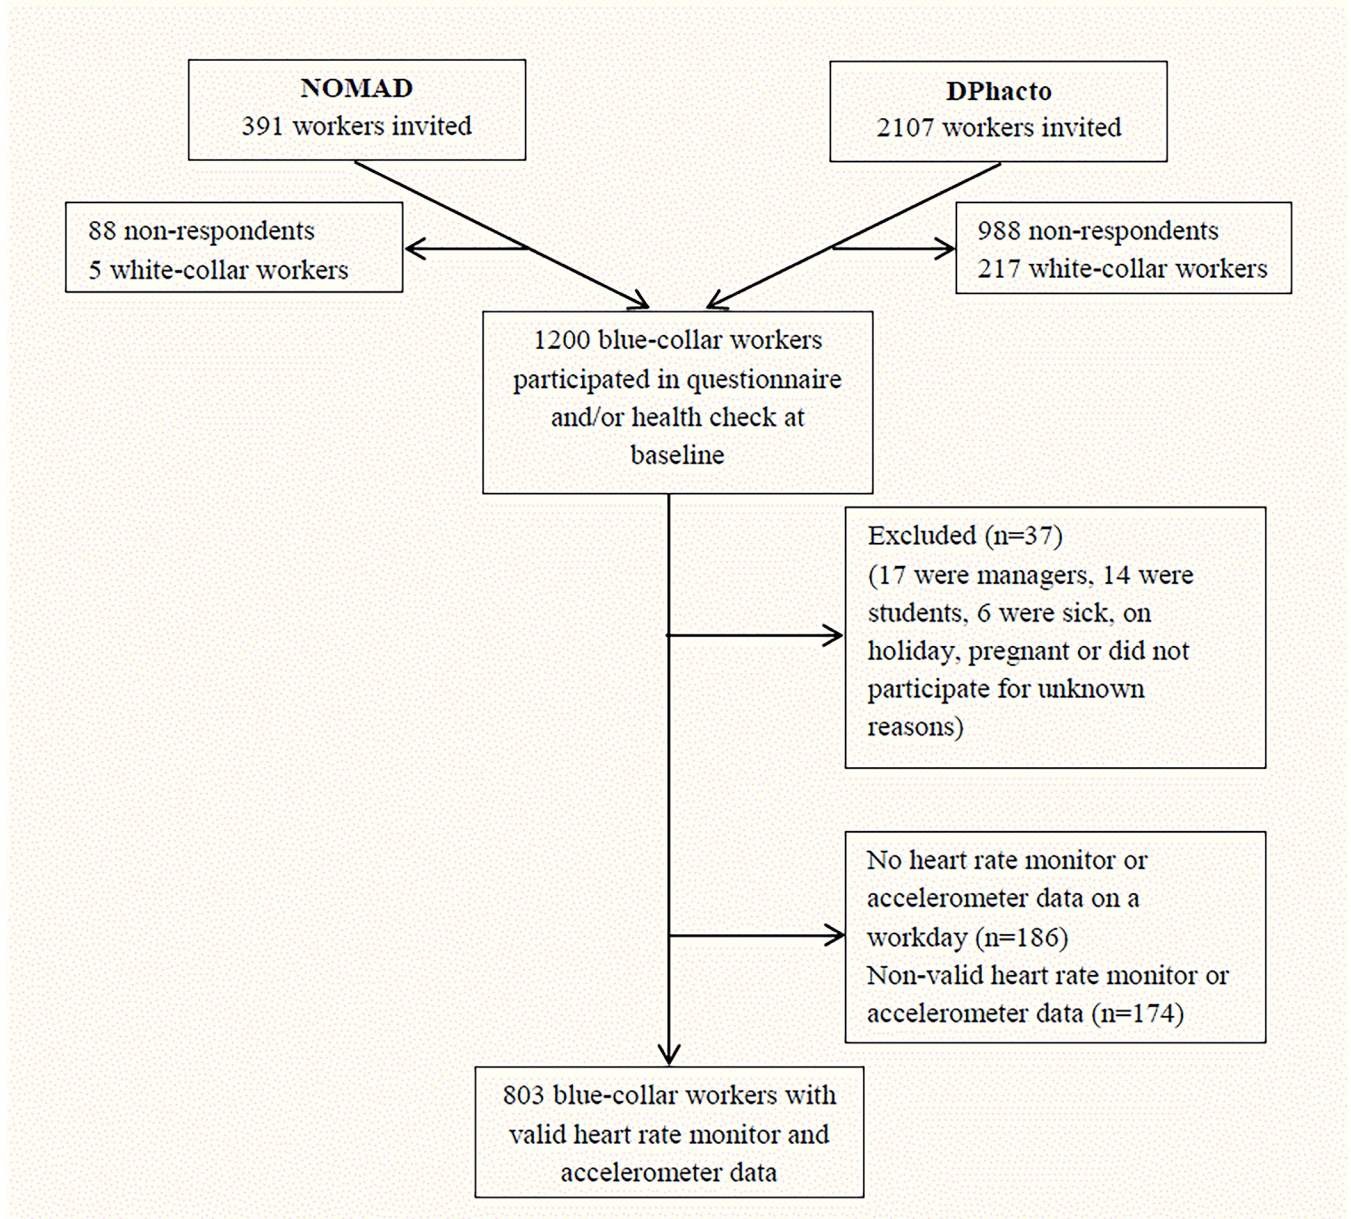 NOMAD
391 workers invited
DPhacto
2107 workers invited
88 non-respondents
5 white-collar workers
988 non-respondents
217 white-collar workers
1200 blue-collar workers
participated in questionnaire
and/or health check at
baseline
Excluded (n=37)
(17 were managers, 14 were
students, 6 were sick, on
holiday, pregnant or did not
participate for unknown
reasons)
No heart rate monitor or
accelerometer data on a
workday (n=186)
Non-valid heart rate monitor or
accelerometer data (n=174)
803 blue-collar workers with
valid heart rate monitor and
accelerometer data